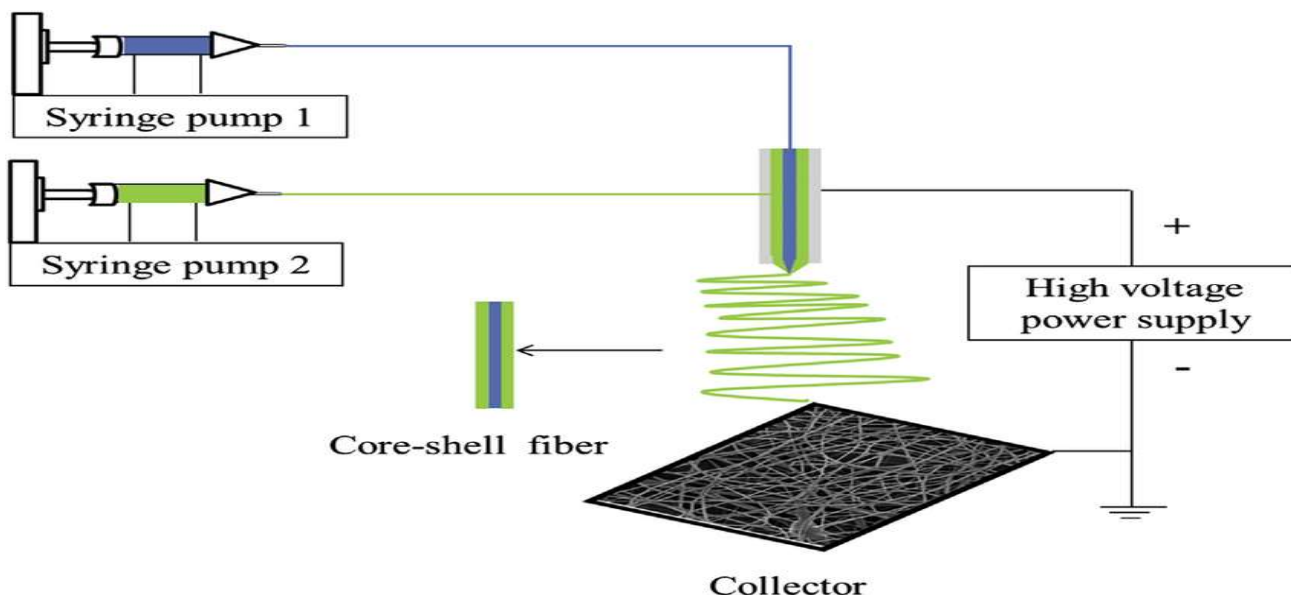 Syringe pump 1
Syringe pump 2
+
High voltage
power supply
-
Core-shell fiber
Collector